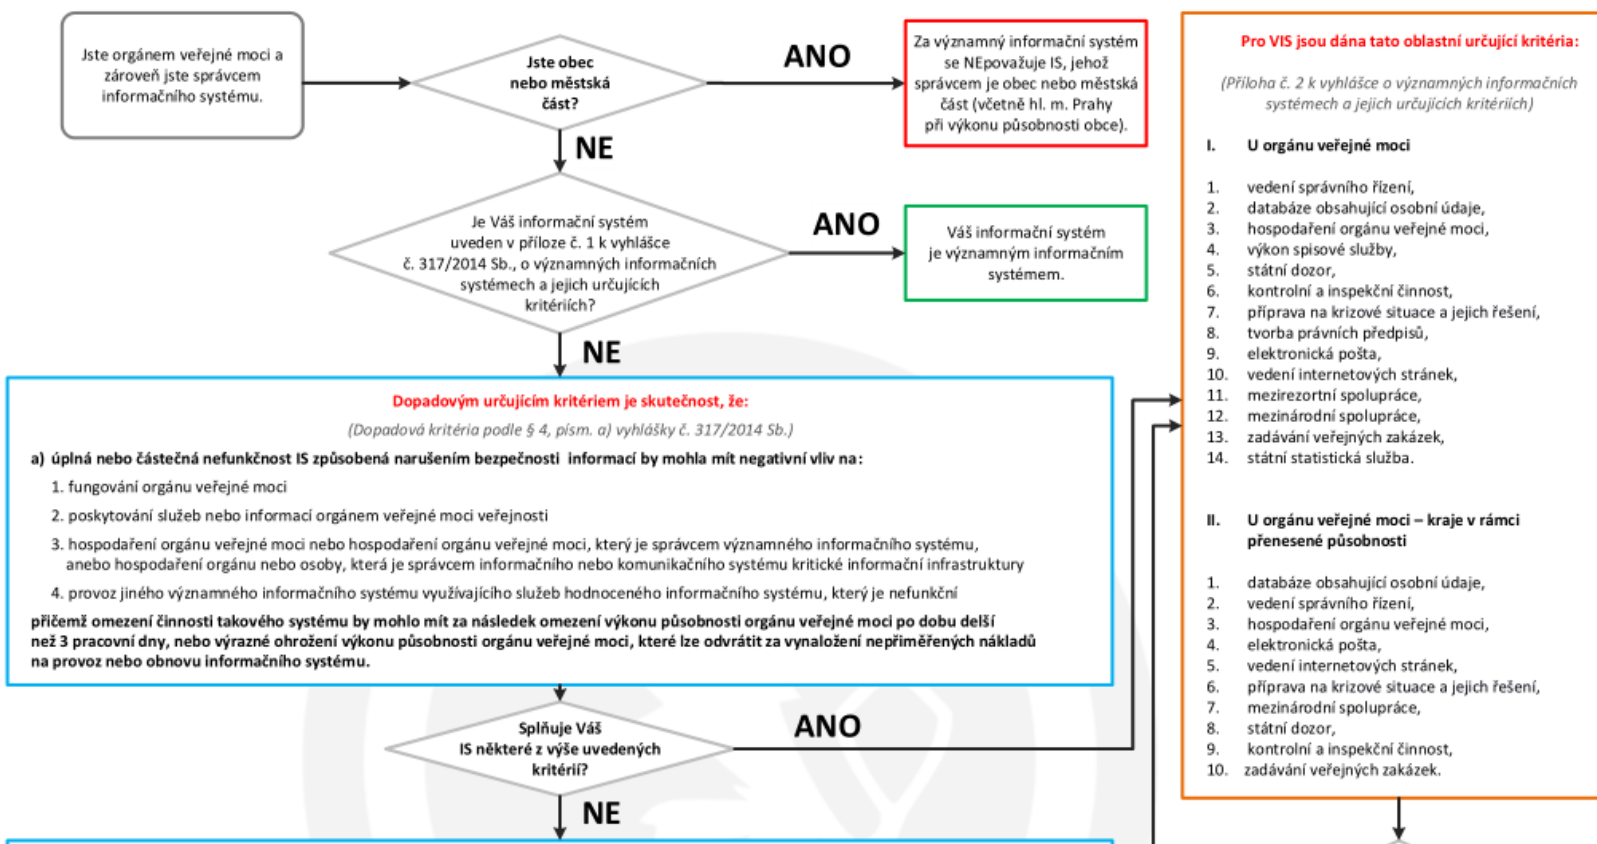 Jste orgánem veřejné moci a
zároveň jste správcem
informačního systému.
Jste obec
nebo městská
část?
ANO
Za významný informační systém
se NEpovažuje IS, jehož
správcem je obec nebo městská
část (včetně hl. m. Prahy
při výkonu působnosti obce).
NE
Je Váš informační systém
uveden v příloze č. 1 k vyhlášce
č. 317/2014 Sb., o významných informačních
systémech a jejich určujících
kritériích?
ANO
Váš informační systém
je významným informačním
systémem.
NE
Dopadovým určujícím kritériem je skutečnost, že:
(Dopadová kritéria podle § 4, písm. a) vyhlášky č. 317/2014 Sb.)
a) úplná nebo částečná nefunkčnost IS způsobená narušením bezpečnosti informací by mohla mít negativní vliv na:
1. fungování orgánu veřejné moci
2. poskytování služeb nebo informací orgánem veřejné moci veřejnosti
3. hospodaření orgánu veřejné moci nebo hospodaření orgánu veřejné moci, který je správcem významného informačního systému,
anebo hospodaření orgánu nebo osoby, která je správcem informačního nebo komunikačního systému kritické informační infrastruktury
4. provoz jiného významného informačního systému využívajícího služeb hodnoceného informačního systému, který je nefunkční
přičemž omezení činnosti takového systému by mohlo mít za následek omezení výkonu působnosti orgánu veřejné moci po dobu delší
než 3 pracovní dny, nebo výrazné ohrožení výkonu působnosti orgánu veřejné moci, které lze odvrátit za vynaložení nepřiměřených nákladů
na provoz nebo obnovu informačního systému.
Splňuje Váš
IS některé z výše uvedených
kritérií?
ANO
NE
Pro VIS jsou dána tato oblastní určující kritéria:
(Příloha č. 2 k vyhlášce o významných informačních
systémech a jejich určujících kritériích)
I. U orgánu veřejné moci
1. vedení správního řízení,
2. databáze obsahující osobní údaje,
3. hospodaření orgánu veřejné moci,
4. výkon spisové služby,
5. státní dozor,
6. kontrolní a inspekční činnost,
7. příprava na krizové situace a jejich řešení,
8. tvorba právních předpisů,
9. elektronická pošta,
10. vedení internetových stránek,
11. mezirezortní spolupráce,
12. mezinárodní spolupráce,
13. zadávání veřejných zakázek,
14. státní statistická služba.
II. U orgánu veřejné moci – kraje v rámci
přenesené působnosti
1. databáze obsahující osobní údaje,
2. vedení správního řízení,
3. hospodaření orgánu veřejné moci,
4. elektronická pošta,
5. vedení internetových stránek,
6. příprava na krizové situace a jejich řešení,
7. mezinárodní spolupráce,
8. státní dozor,
9. kontrolní a inspekční činnost,
10. zadávání veřejných zakázek.